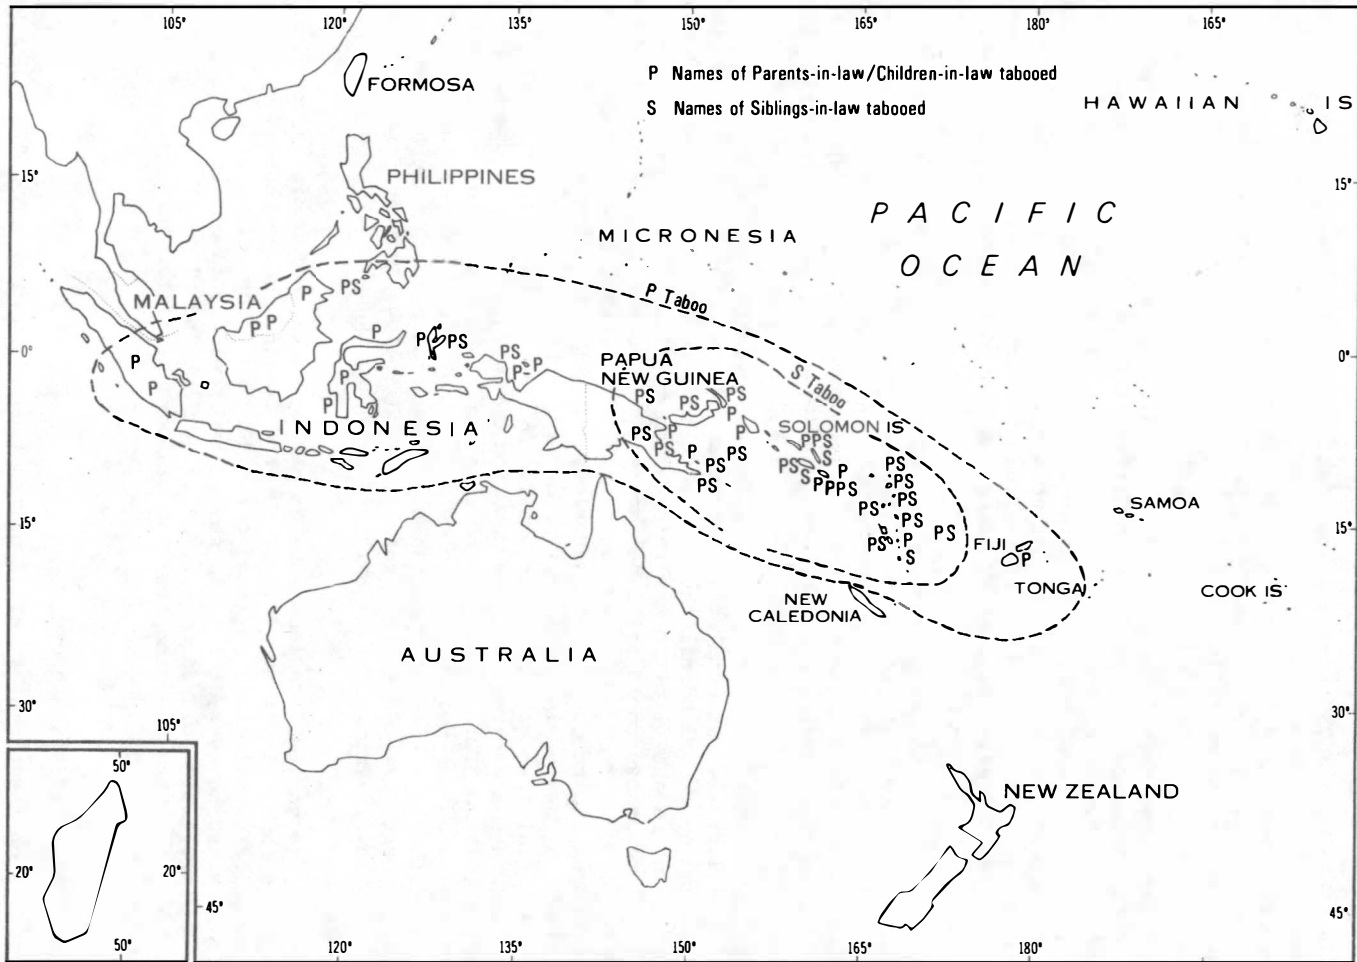 105° 120° 135° 150° 165° 180° 165°
P Names of Parents-in-law/Children-in-law tabooed
S Names of Siblings-in-law tabooed
FORMOSA
HAWAIIAN IS
15° 15°
PHILIPPINES
PACIFIC
OCEAN
MICRONESIA
MALAYSIA
P Taboo
P PS
P P P
P PS
0° 0°
P
P
PS
P P
P P
PAPUA
NEW GUINEA
S Taboo
PS PS PS
P
INDONESIA
SOLOMON IS
PS P P
PS P PS PPS
S
PS PS S PS
PS P PS
P PPS PS
PS PS
PS PS
PS P
S
15° 15°
SAMOA
FIJI P
TONGA
COOK IS
NEW
CALEDONIA
AUSTRALIA
30° 30°
105°
50°
NEW ZEALAND
20° 20°
45° 45°
50° 120° 135° 150° 165° 180°